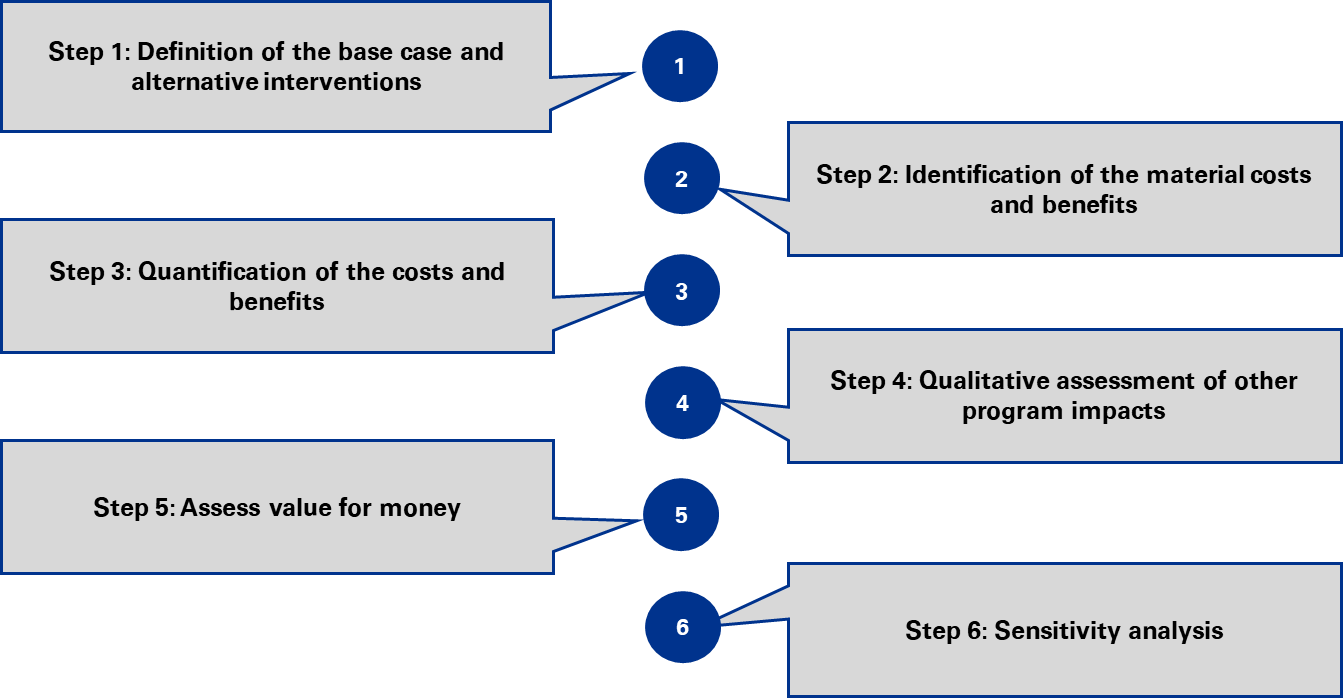 Step 1: Definition of the base case and
alternative interventions
1
2
Step 2: Identification of the material costs
and benefits
Step 3: Quantification of the costs and
benefits
3
4
Step 4: Qualitative assessment of other
program impacts
Step 5: Assess value for money
5
6
Step 6: Sensitivity analysis